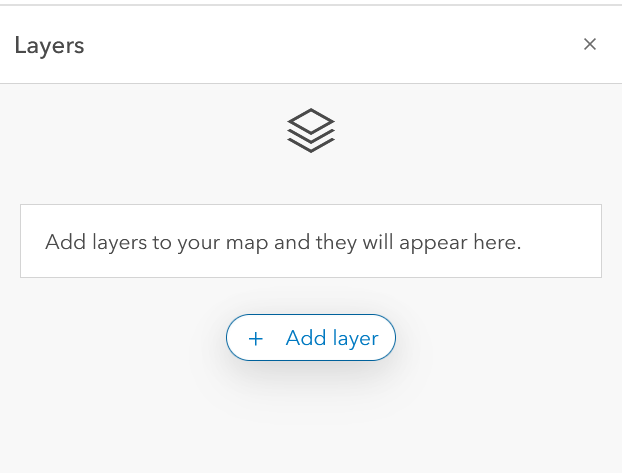 Layers
Add layers to your map and they will appear here.
+ Add layer